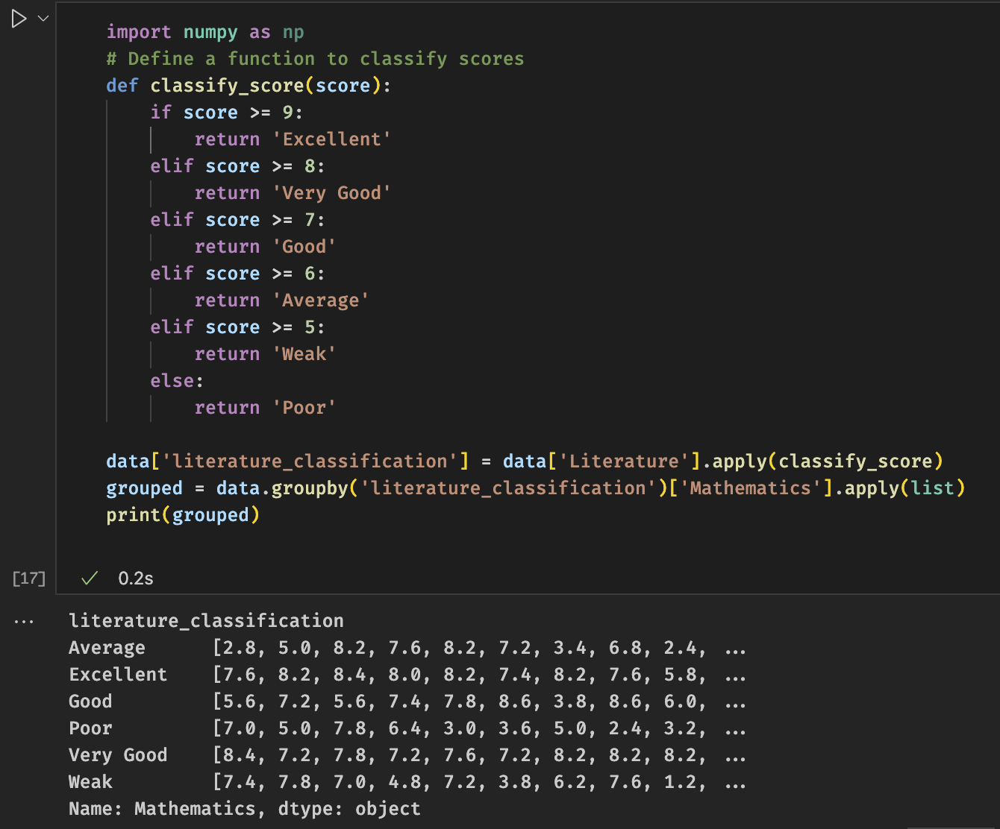 import numpy as np
# Define a function to classify scores
def classify_score(score):
    if score >= 9:
        return 'Excellent'
    elif score >= 8:
        return 'Very Good'
    elif score >= 7:
        return 'Good'
    elif score >= 6:
        return 'Average'
    elif score >= 5:
        return 'Weak'
    else:
        return 'Poor'

data['literature_classification'] = data['Literature'].apply(classify_score)
grouped = data.groupby('literature_classification')['Mathematics'].apply(list)
print(grouped)
[17] ✓ 0.2s
... literature_classification
Average      [2.8, 5.0, 8.2, 7.6, 8.2, 7.2, 3.4, 6.8, 2.4, ...
Excellent    [7.6, 8.2, 8.4, 8.0, 8.2, 7.4, 8.2, 7.6, 5.8, ...
Good         [5.6, 7.2, 5.6, 7.4, 7.8, 8.6, 3.8, 8.6, 6.0, ...
Poor         [7.0, 5.0, 7.8, 6.4, 3.0, 3.6, 5.0, 2.4, 3.2, ...
Very Good    [8.4, 7.2, 7.8, 7.2, 7.6, 7.2, 8.2, 8.2, 8.2, ...
Weak         [7.4, 7.8, 7.0, 4.8, 7.2, 3.8, 6.2, 7.6, 1.2, ...
Name: Mathematics, dtype: object